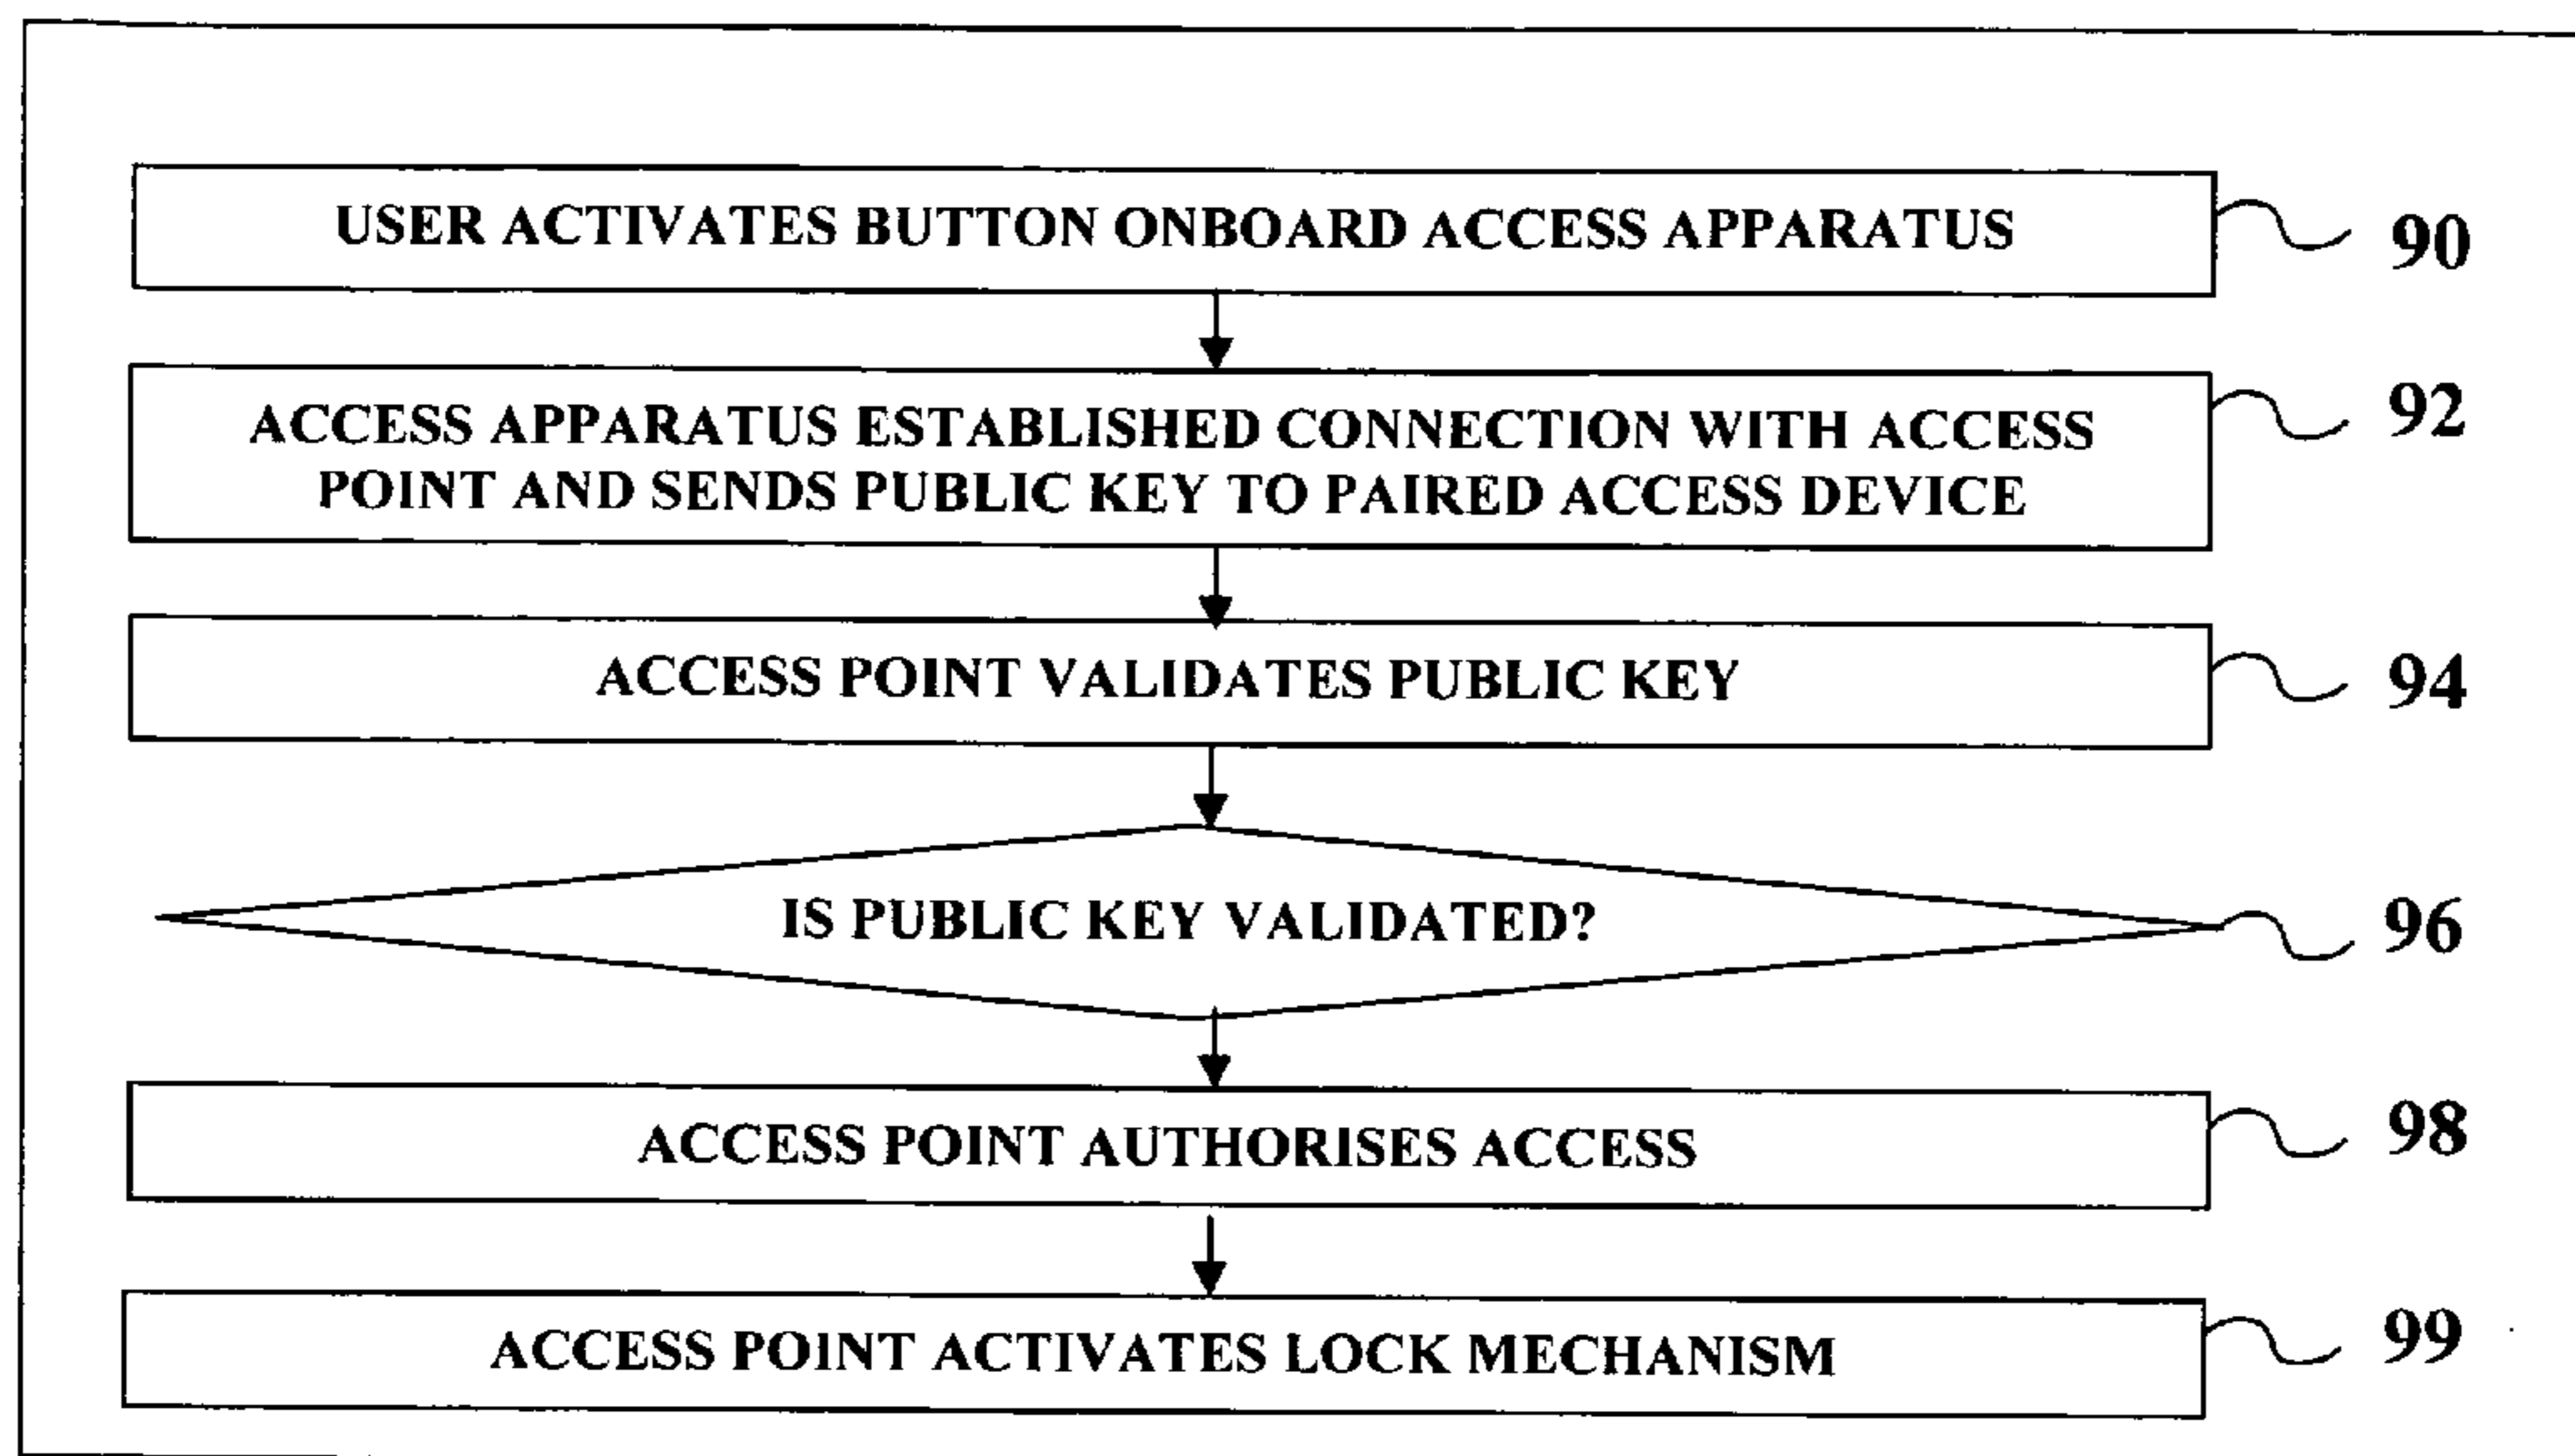 USER ACTIVATES BUTTON ONBOARD ACCESS APPARATUS
90
ACCESS APPARATUS ESTABLISHED CONNECTION WITH ACCESS
POINT AND SENDS PUBLIC KEY TO PAIRED ACCESS DEVICE
92
ACCESS POINT VALIDATES PUBLIC KEY
94
IS PUBLIC KEY VALIDATED?
96
ACCESS POINT AUTHORISES ACCESS
98
ACCESS POINT ACTIVATES LOCK MECHANISM
99